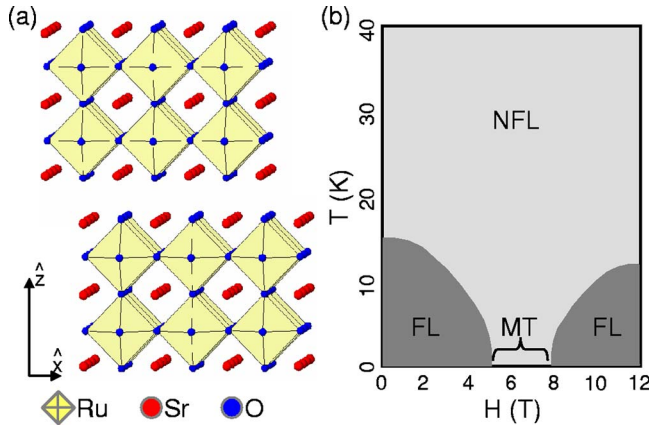 (a)
ẑ
x̂
Ru Sr O
(b)
40
30
20
10
0
T (K)
NFL
FL MT FL
0 2 4 6 8 10 12
H (T)